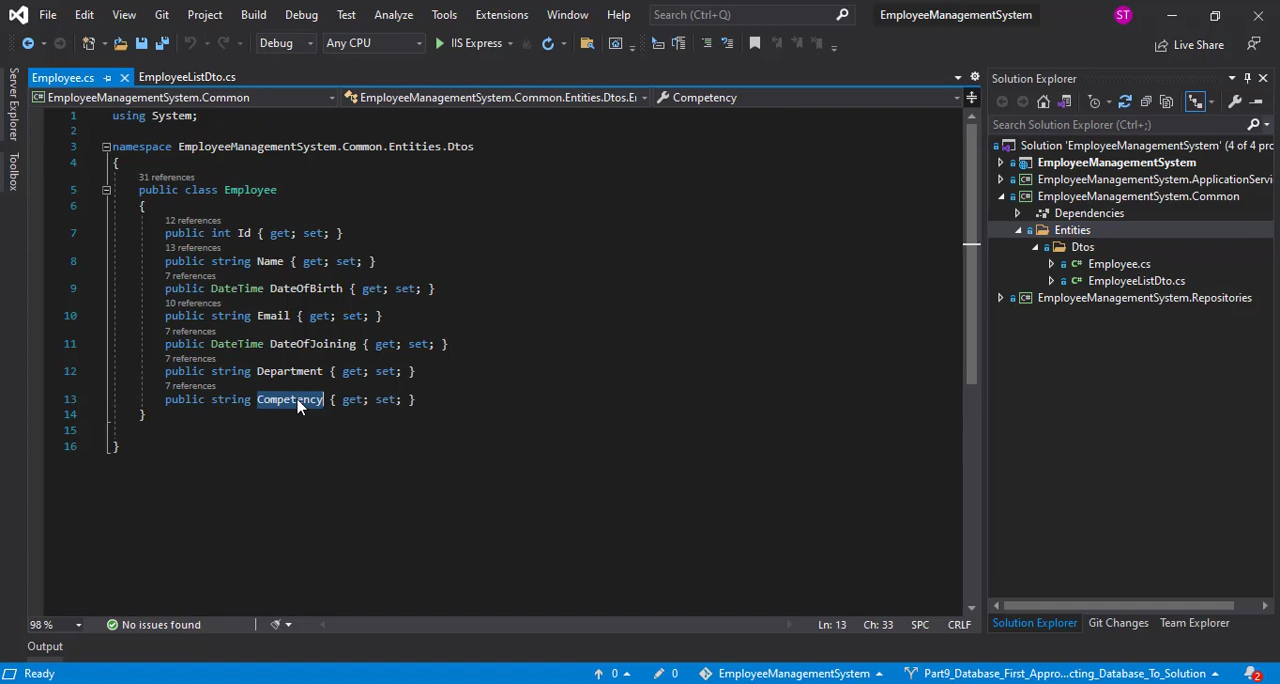 File Edit View Git Project Build Debug Test Analyze Tools Extensions Window Help Search (Ctrl+Q) EmployeeManagementSystem ST
Debug Any CPU IIS Express Live Share
Employee.cs EmployeeListDto.cs
EmployeeManagementSystem.Common EmployeeManagementSystem.Common.Entities.Dtos.Ei Competency
1 using System;
2
3 namespace EmployeeManagementSystem.Common.Entities.Dtos
4 {
31 references
5 public class Employee
6 {
12 references
7 public int Id { get; set; }
13 references
8 public string Name { get; set; }
7 references
9 public DateTime DateOfBirth { get; set; }
10 references
10 public string Email { get; set; }
7 references
11 public DateTime DateOfJoining { get; set; }
7 references
12 public string Department { get; set; }
7 references
13 public string Competency { get; set; }
14 }
15
16 }
98 % No issues found Ln: 13 Ch: 33 SPC CRLF
Output
Server Explorer
Toolbox
Solution Explorer
Search Solution Explorer (Ctrl+;)
Solution 'EmployeeManagementSystem' (4 of 4 pro
EmployeeManagementSystem
EmployeeManagementSystem.ApplicationServi
EmployeeManagementSystem.Common
Dependencies
Entities
Dtos
Employee.cs
EmployeeListDto.cs
EmployeeManagementSystem.Repositories
Solution Explorer Git Changes Team Explorer
Ready 0 0 EmployeeManagementSystem Part9_Database_First_Appro...cting_Database_To_Solution 2